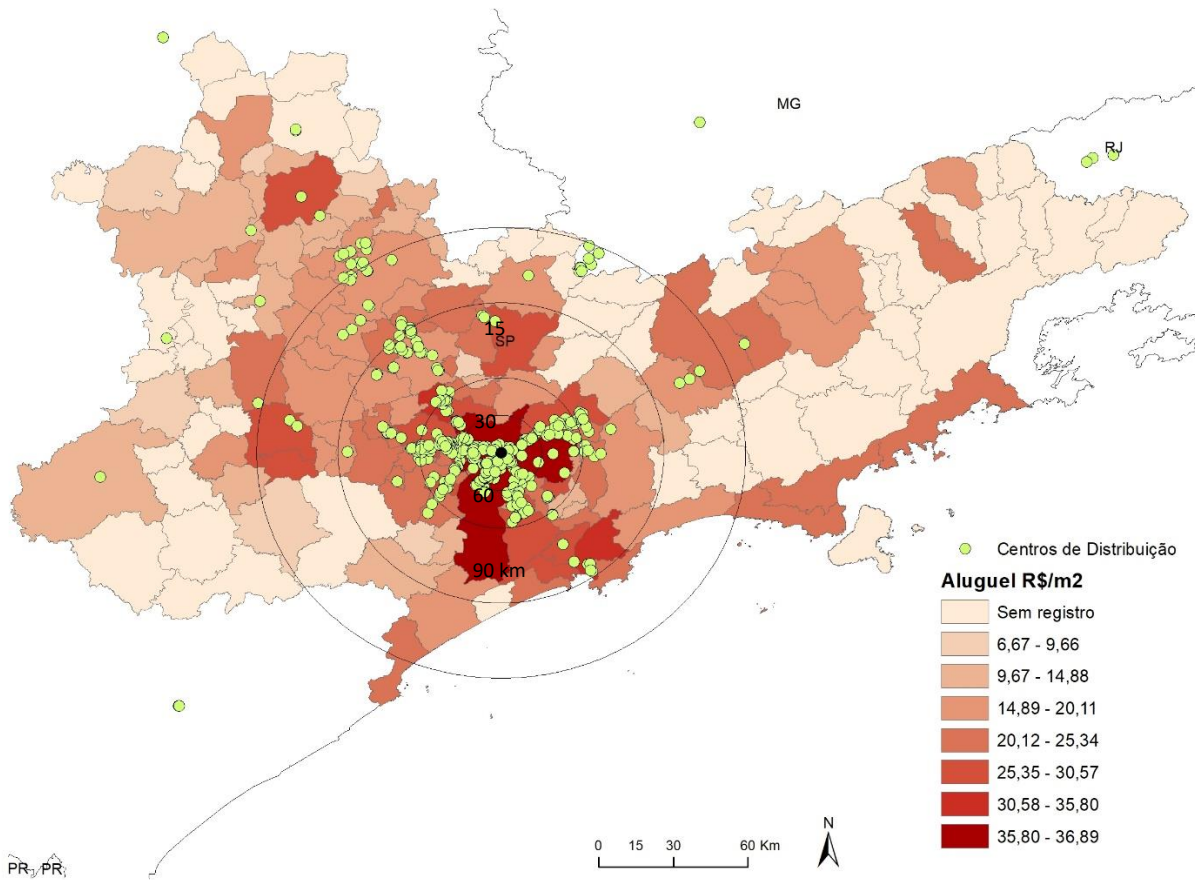 MG
RJ
15
SP
30
60
90 km
PR PR
Centros de Distribuição
Aluguel R$/m2
Sem registro
6,67 - 9,66
9,67 - 14,88
14,89 - 20,11
20,12 - 25,34
25,35 - 30,57
30,58 - 35,80
35,80 - 36,89
0 15 30 60 Km
N